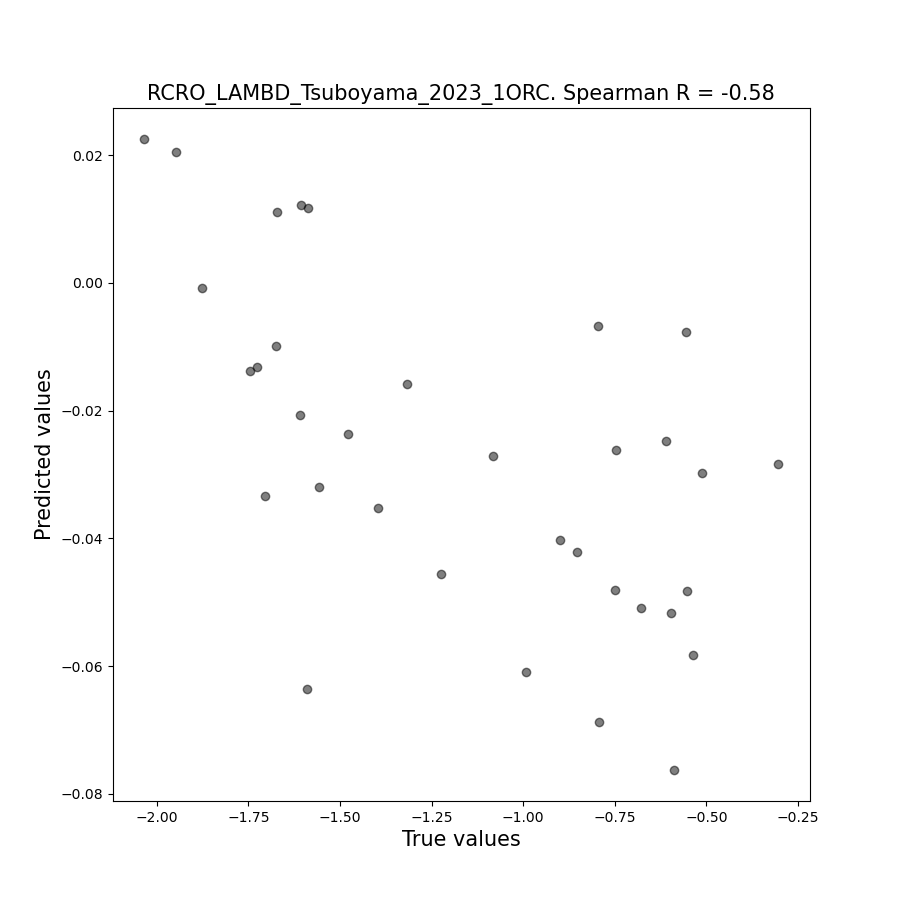 RCRO_LAMBD_Tsuboyama_2023_1ORC. Spearman R = -0.58
0.02
0.00
−0.02
−0.04
−0.06
−0.08
Predicted values
−2.00 −1.75 −1.50 −1.25 −1.00 −0.75 −0.50 −0.25
True values